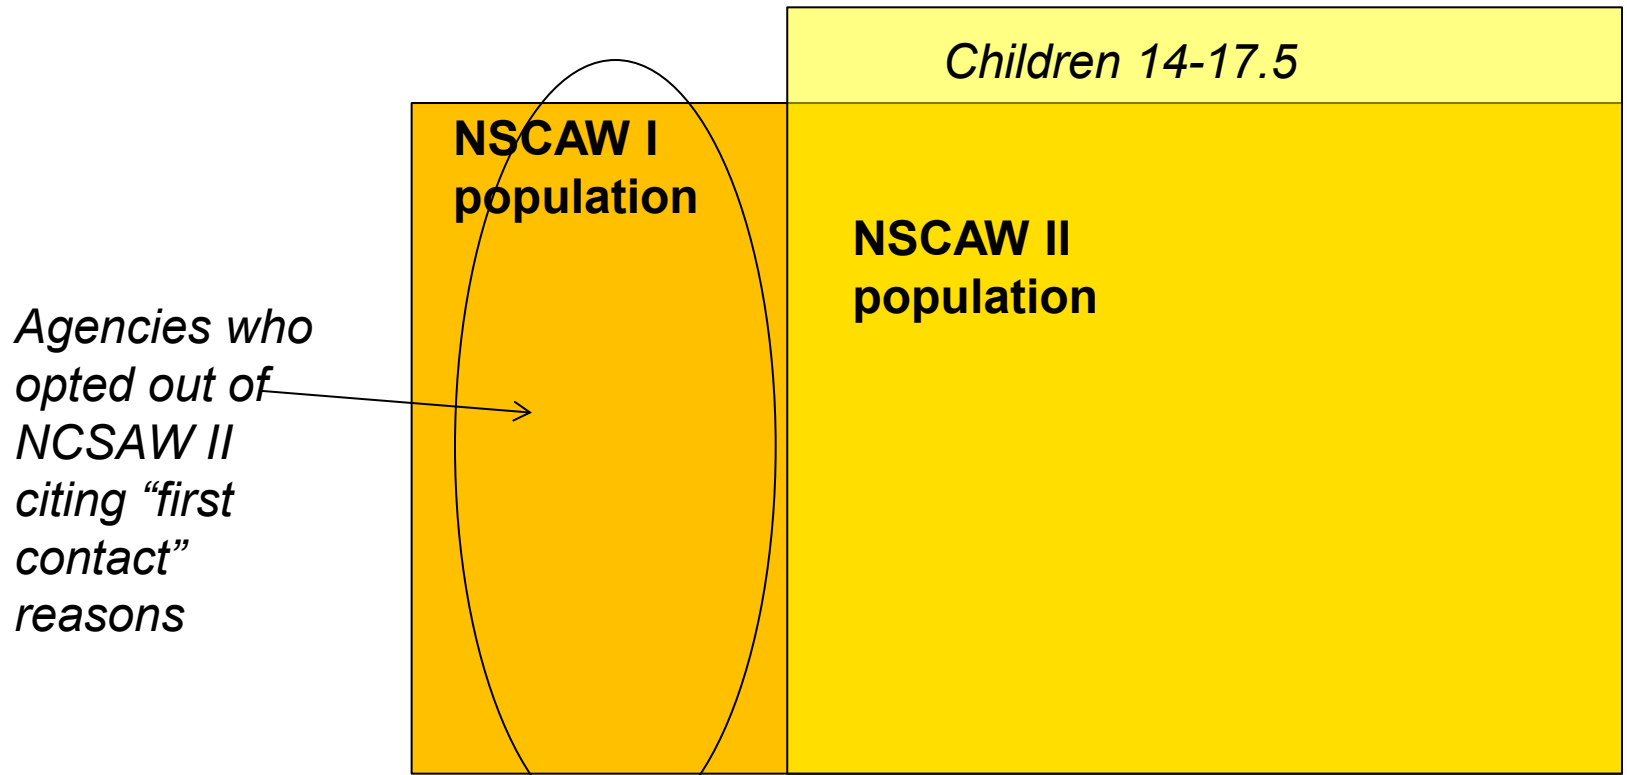 Children 14-17.5
NSCAW I
population
NSCAW II
population
Agencies who
opted out of
NCSAW II
citing “first
contact”
reasons